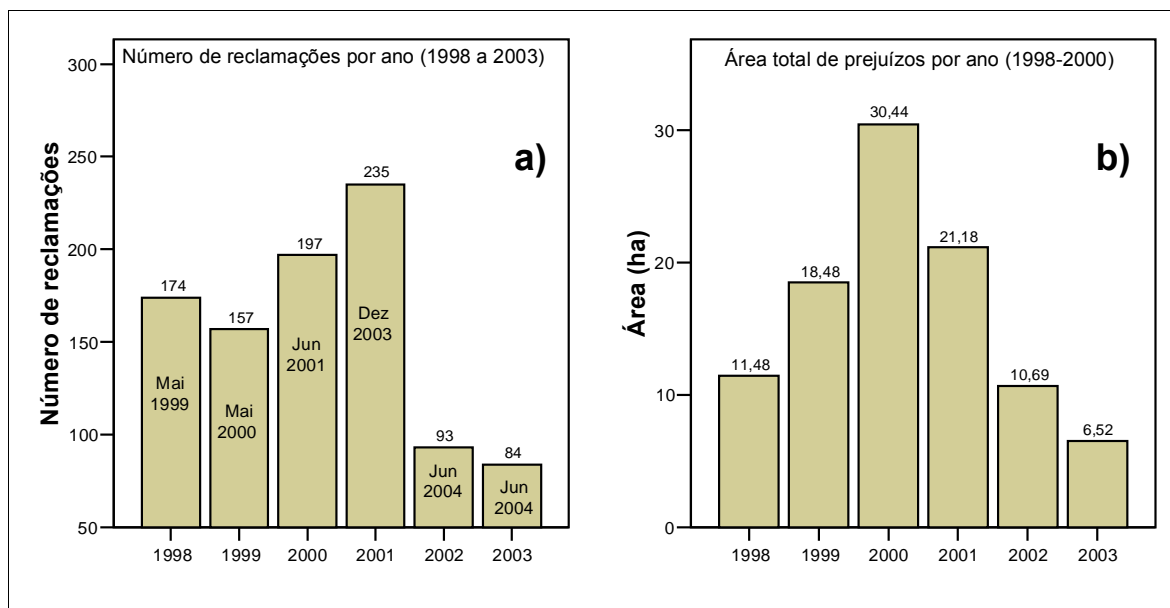 Número de reclamações por ano (1998 a 2003)
a)
Número de reclamações
300
250
200
150
100
50
174
157
197
235
93
84
Mai
1999
Mai
2000
Jun
2001
Dez
2003
Jun
2004
Jun
2004
1998 1999 2000 2001 2002 2003
Área total de prejuízos por ano (1998-2000)
b)
Área (ha)
30
20
10
0
11,48
18,48
30,44
21,18
10,69
6,52
1998 1999 2000 2001 2002 2003